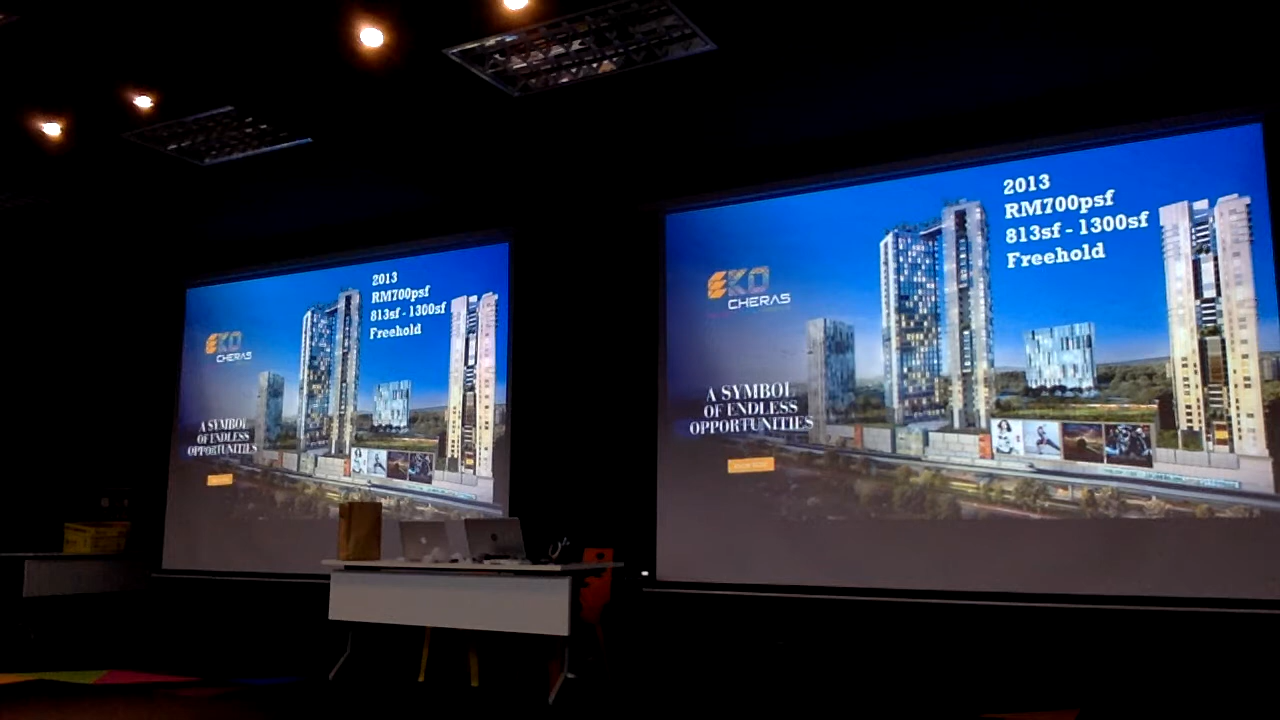 2013
RM700psf
813sf - 1300sf
Freehold
EKO
CHERAS
A SYMBOL
OF ENDLESS
OPPORTUNITIES
2013
RM700psf
813sf - 1300sf
Freehold
EKO
CHERAS
A SYMBOL
OF ENDLESS
OPPORTUNITIES